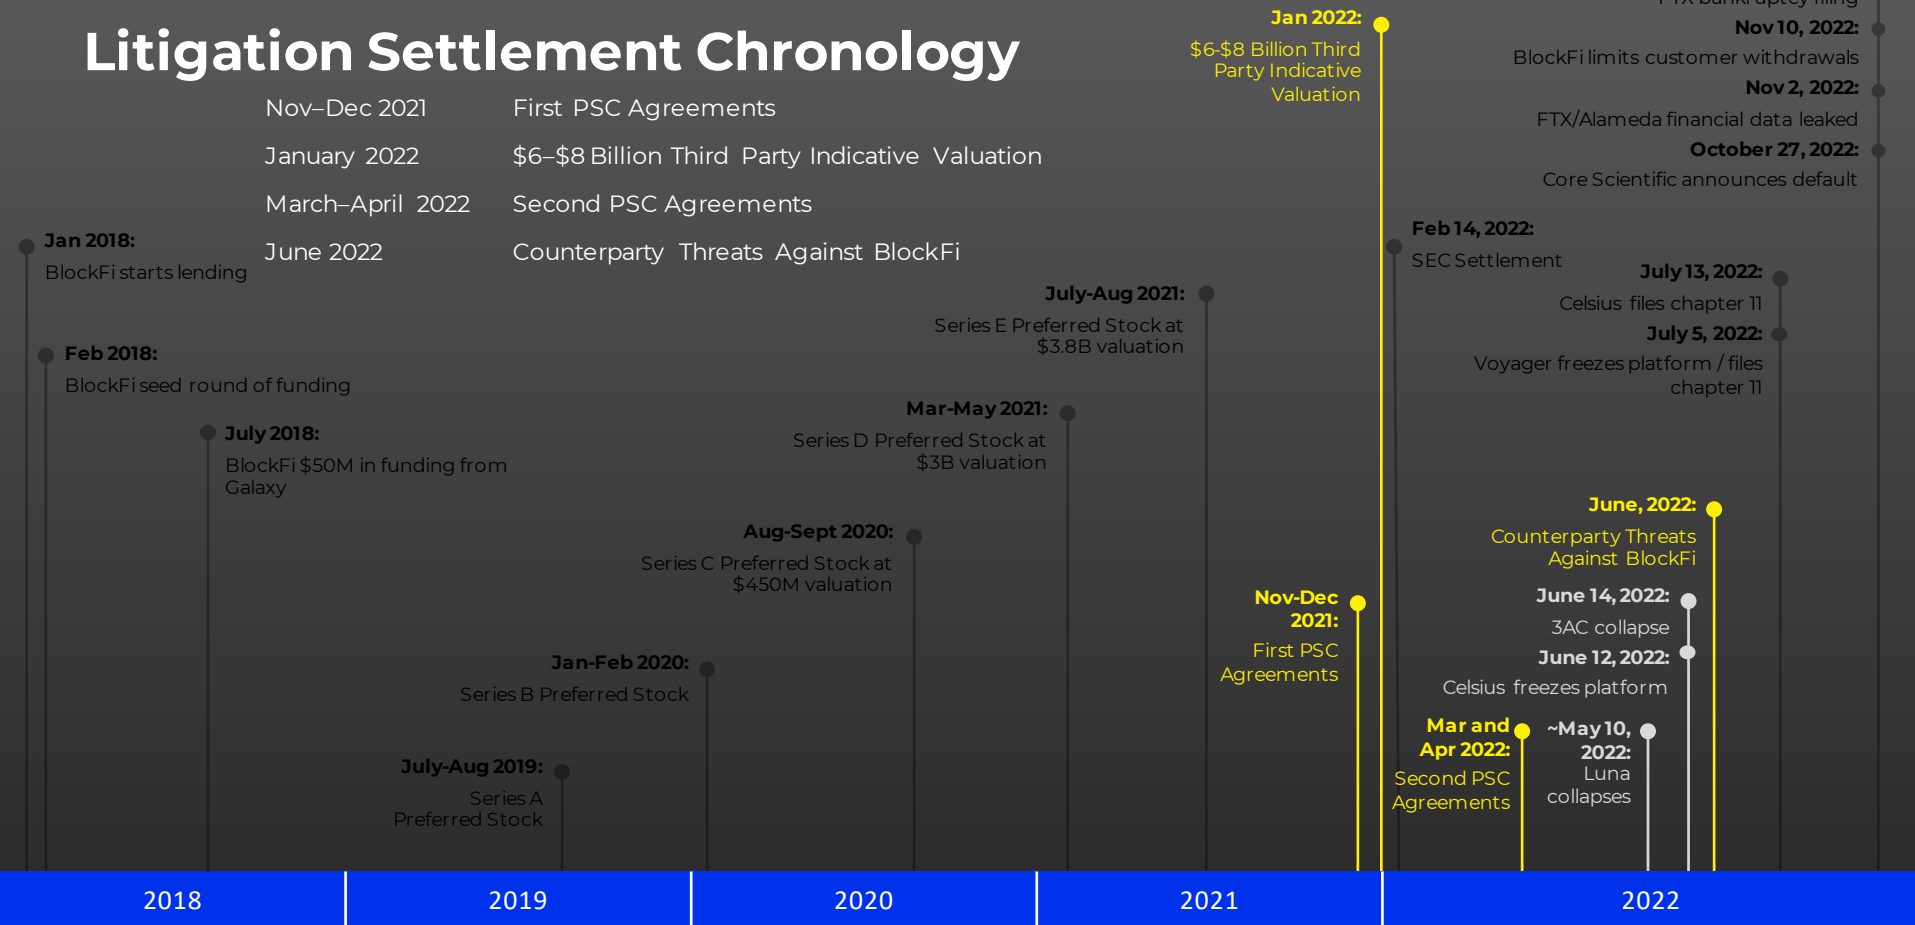 Litigation Settlement Chronology
Nov–Dec 2021 First PSC Agreements
January 2022 $6–$8 Billion Third Party Indicative Valuation
March–April 2022 Second PSC Agreements
June 2022 Counterparty Threats Against BlockFi
Jan 2018:
BlockFi starts lending
Feb 2018:
BlockFi seed round of funding
July 2018:
BlockFi $50M in funding from
Galaxy
July-Aug 2019:
Series A
Preferred Stock
Jan-Feb 2020:
Series B Preferred Stock
Aug-Sept 2020:
Series C Preferred Stock at
$450M valuation
Mar-May 2021:
Series D Preferred Stock at
$3B valuation
July-Aug 2021:
Series E Preferred Stock at
$3.8B valuation
Nov-Dec
2021:
First PSC
Agreements
Jan 2022:
$6-$8 Billion Third
Party Indicative
Valuation
Feb 14, 2022:
SEC Settlement
Mar and
Apr 2022:
Second PSC
Agreements
~May 10,
2022:
Luna
collapses
June, 2022:
Counterparty Threats
Against BlockFi
June 14, 2022:
3AC collapse
June 12, 2022:
Celsius freezes platform
July 13, 2022:
Celsius files chapter 11
July 5, 2022:
Voyager freezes platform / files
chapter 11
FTX bankruptcy filing
Nov 10, 2022:
BlockFi limits customer withdrawals
Nov 2, 2022:
FTX/Alameda financial data leaked
October 27, 2022:
Core Scientific announces default
2018
2019
2020
2021
2022